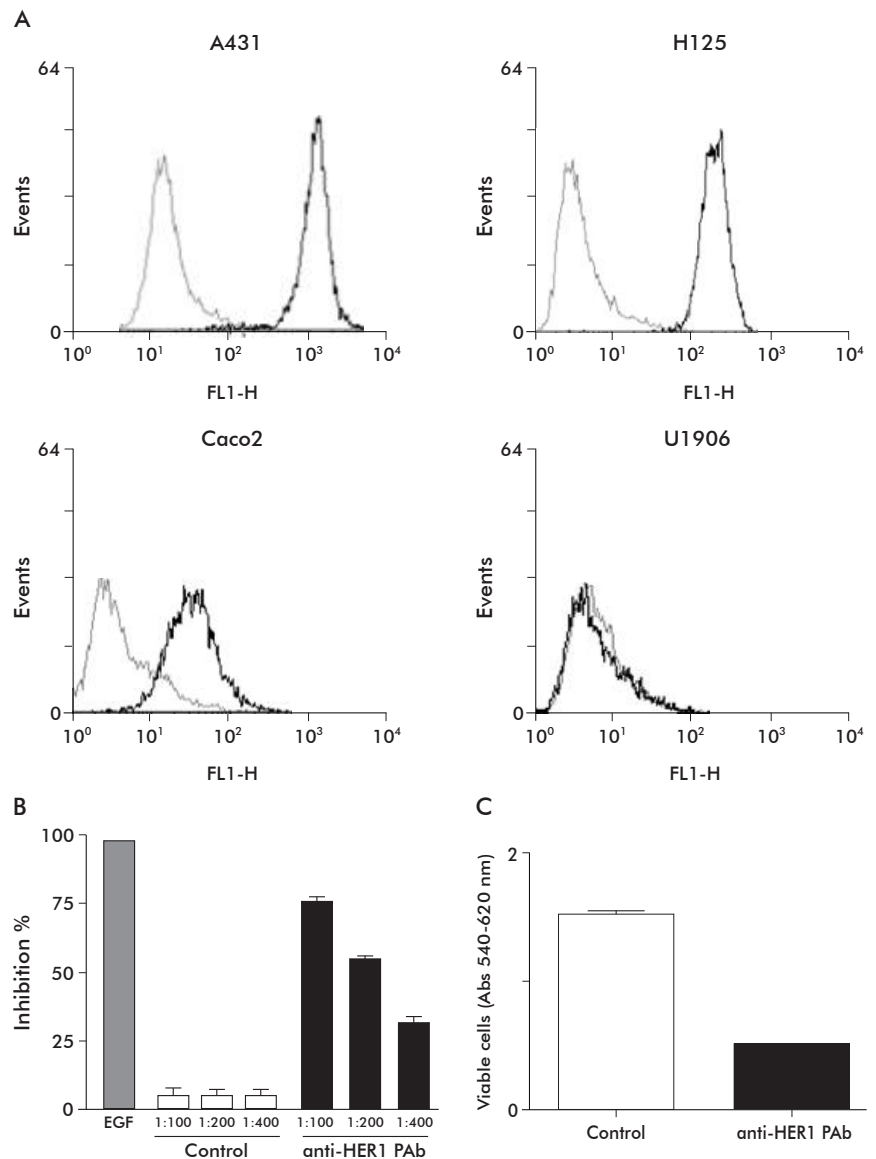 A
A431
64
Events
0
10⁰ 10¹ 10² 10³ 10⁴
FL1-H
H125
64
Events
0
10⁰ 10¹ 10² 10³ 10⁴
FL1-H
Caco2
64
Events
0
10⁰ 10¹ 10² 10³ 10⁴
FL1-H
U1906
64
Events
0
10⁰ 10¹ 10² 10³ 10⁴
FL1-H
B
Inhibition %
100
75
50
25
0
EGF 1:100 1:200 1:400 1:100 1:200 1:400
Control anti-HER1 PAb
C
Viable cells (Abs 540-620 nm)
2
1
0
Control anti-HER1 PAb